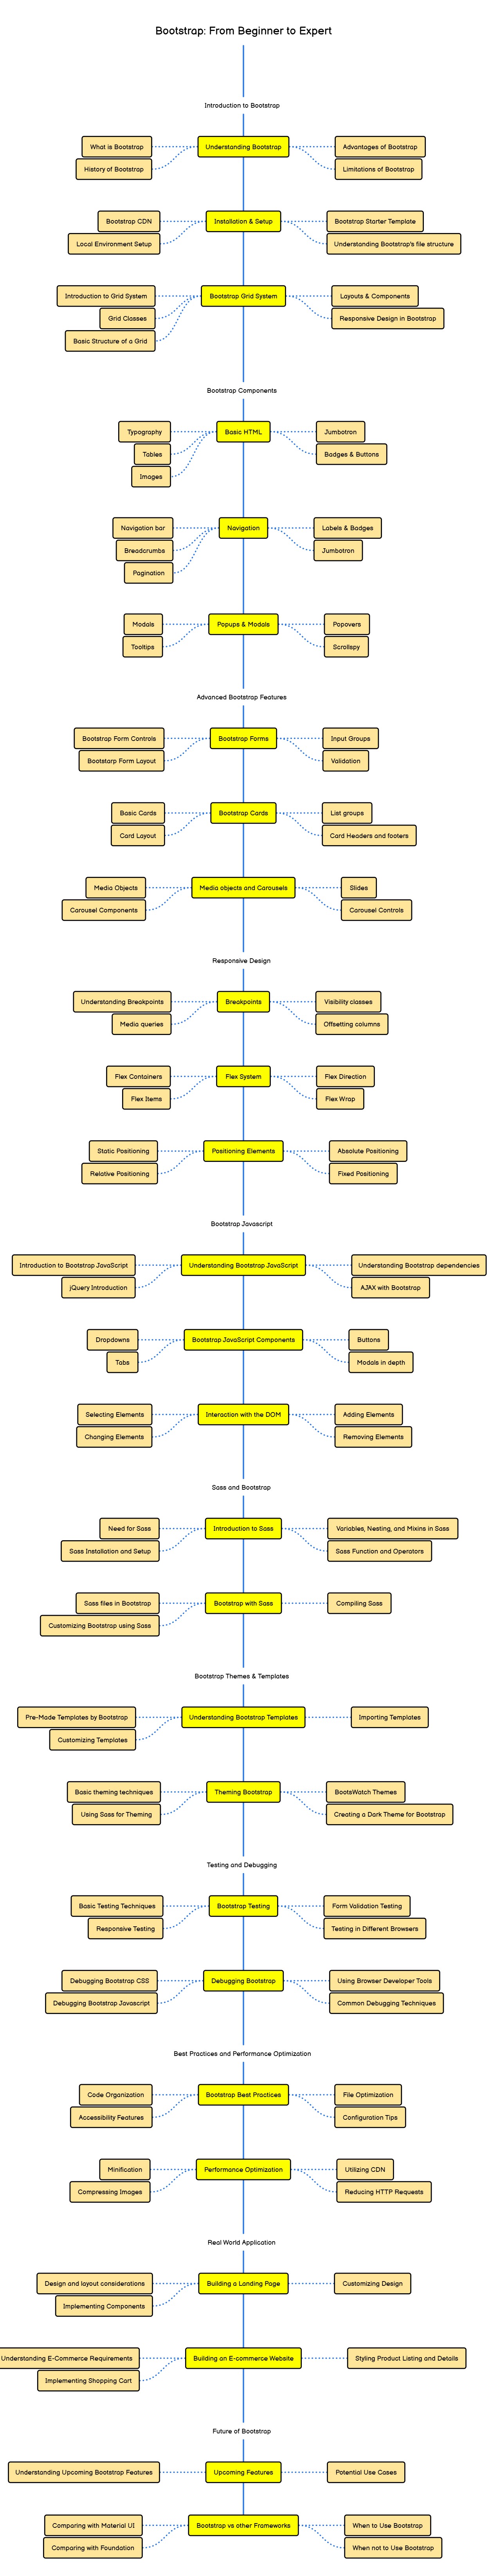 Bootstrap: From Beginner to Expert
Introduction to Bootstrap
What is Bootstrap
Understanding Bootstrap
Advantages of Bootstrap
History of Bootstrap
Limitations of Bootstrap
Bootstrap CDN
Installation & Setup
Bootstrap Starter Template
Local Environment Setup
Understanding Bootstrap's file structure
Introduction to Grid System
Bootstrap Grid System
Layouts & Components
Grid Classes
Responsive Design in Bootstrap
Basic Structure of a Grid
Bootstrap Components
Typography
Basic HTML
Jumbotron
Tables
Badges & Buttons
Images
Navigation bar
Navigation
Labels & Badges
Breadcrumbs
Jumbotron
Pagination
Modals
Popups & Modals
Popovers
Tooltips
Scrollspy
Advanced Bootstrap Features
Bootstrap Form Controls
Bootstrap Forms
Input Groups
Bootstarp Form Layout
Validation
Basic Cards
Bootstrap Cards
List groups
Card Layout
Card Headers and footers
Media Objects
Media objects and Carousels
Slides
Carousel Components
Carousel Controls
Responsive Design
Understanding Breakpoints
Breakpoints
Visibility classes
Media queries
Offsetting columns
Flex Containers
Flex System
Flex Direction
Flex Items
Flex Wrap
Static Positioning
Positioning Elements
Absolute Positioning
Relative Positioning
Fixed Positioning
Bootstrap Javascript
Introduction to Bootstrap JavaScript
Understanding Bootstrap JavaScript
Understanding Bootstrap dependencies
jQuery Introduction
AJAX with Bootstrap
Dropdowns
Bootstrap JavaScript Components
Buttons
Tabs
Modals in depth
Selecting Elements
Interaction with the DOM
Adding Elements
Changing Elements
Removing Elements
Sass and Bootstrap
Need for Sass
Introduction to Sass
Variables, Nesting, and Mixins in Sass
Sass Installation and Setup
Sass Function and Operators
Sass files in Bootstrap
Bootstrap with Sass
Compiling Sass
Customizing Bootstrap using Sass
Bootstrap Themes & Templates
Pre-Made Templates by Bootstrap
Understanding Bootstrap Templates
Importing Templates
Customizing Templates
Basic theming techniques
Theming Bootstrap
BootsWatch Themes
Using Sass for Theming
Creating a Dark Theme for Bootstrap
Testing and Debugging
Basic Testing Techniques
Bootstrap Testing
Form Validation Testing
Responsive Testing
Testing in Different Browsers
Debugging Bootstrap CSS
Debugging Bootstrap
Using Browser Developer Tools
Debugging Bootstrap Javascript
Common Debugging Techniques
Best Practices and Performance Optimization
Code Organization
Bootstrap Best Practices
File Optimization
Accessibility Features
Configuration Tips
Minification
Performance Optimization
Utilizing CDN
Compressing Images
Reducing HTTP Requests
Real World Application
Design and layout considerations
Building a Landing Page
Customizing Design
Implementing Components
Understanding E-Commerce Requirements
Building an E-commerce Website
Styling Product Listing and Details
Implementing Shopping Cart
Future of Bootstrap
Understanding Upcoming Bootstrap Features
Upcoming Features
Potential Use Cases
Comparing with Material UI
Bootstrap vs other Frameworks
When to Use Bootstrap
Comparing with Foundation
When not to Use Bootstrap